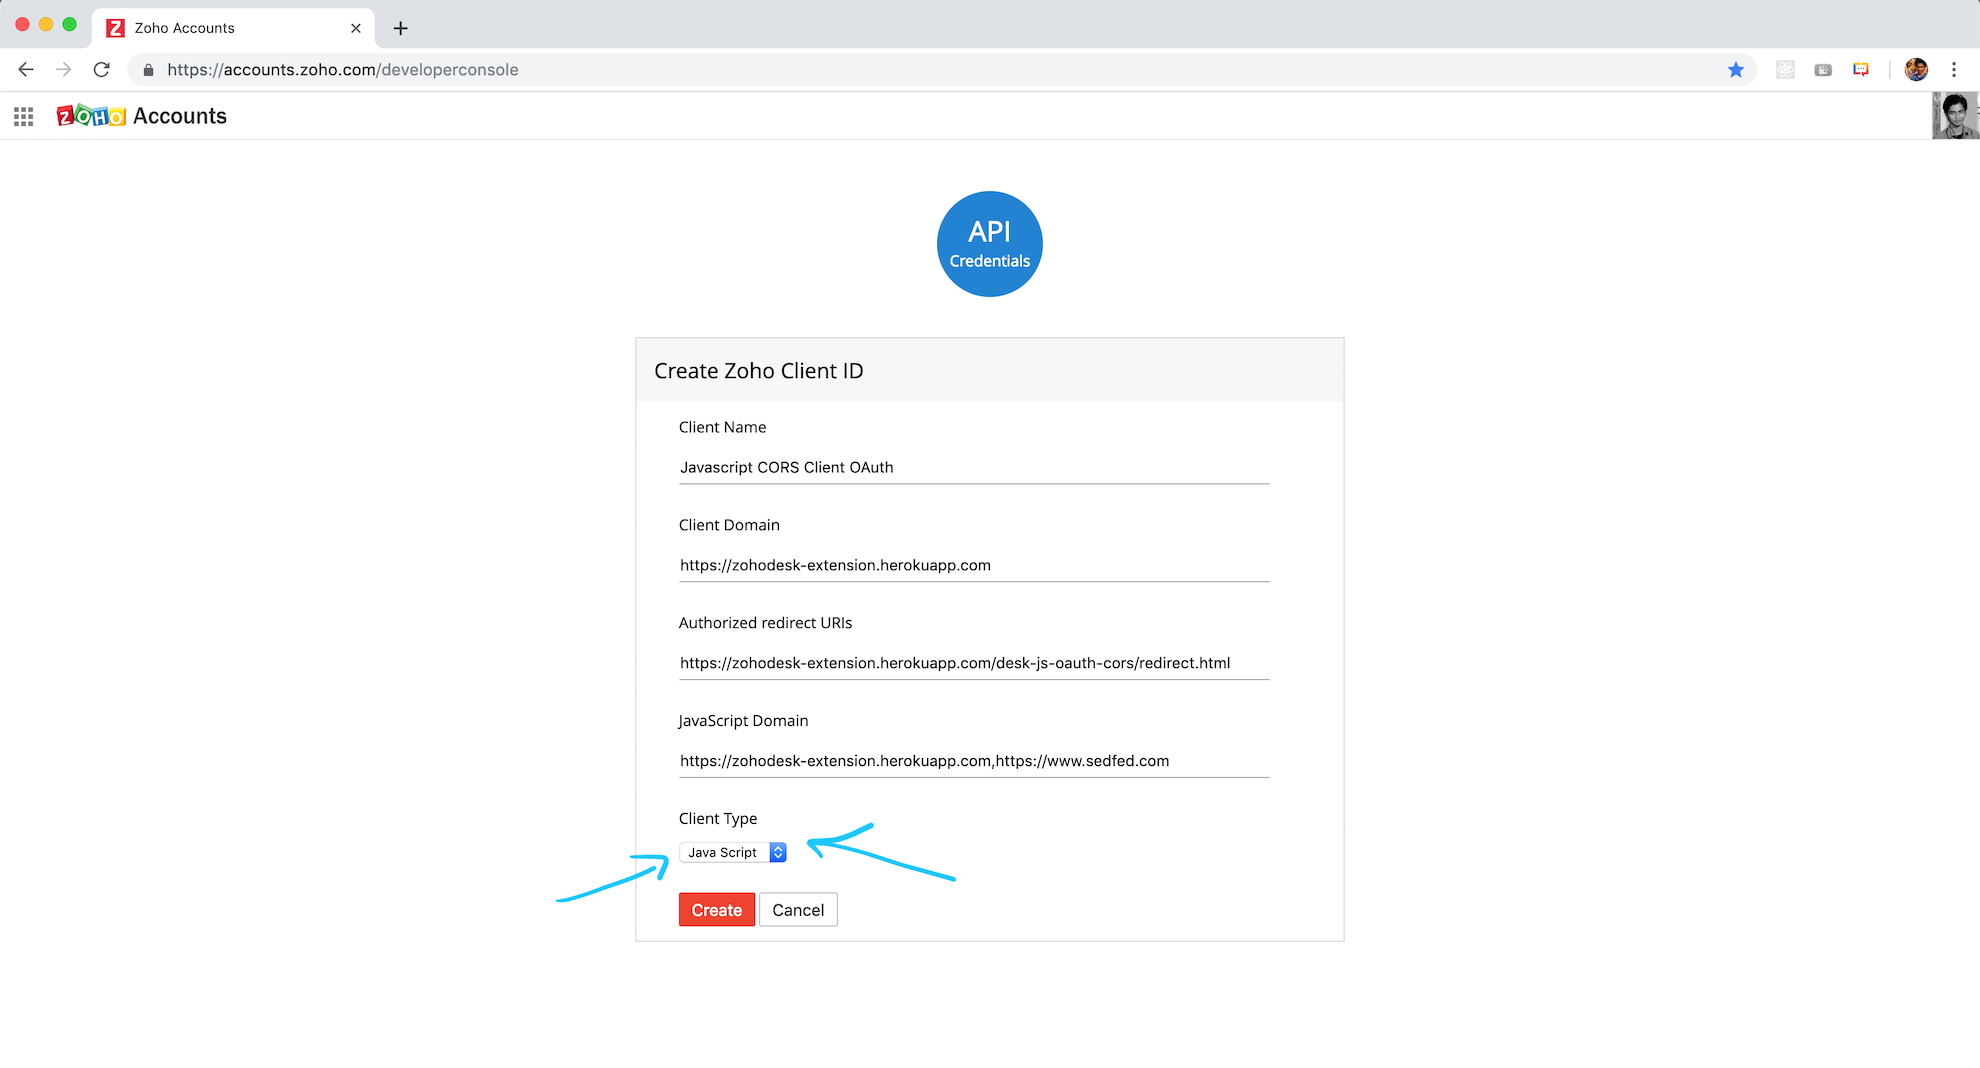 Zoho Accounts
https://accounts.zoho.com/developerconsole
ZOHO Accounts
API
Credentials
Create Zoho Client ID
Client Name
Javascript CORS Client OAuth
Client Domain
https://zohodesk-extension.herokuapp.com
Authorized redirect URIs
https://zohodesk-extension.herokuapp.com/desk-js-oauth-cors/redirect.html
JavaScript Domain
https://zohodesk-extension.herokuapp.com,https://www.sedfed.com
Client Type
Java Script
Create Cancel